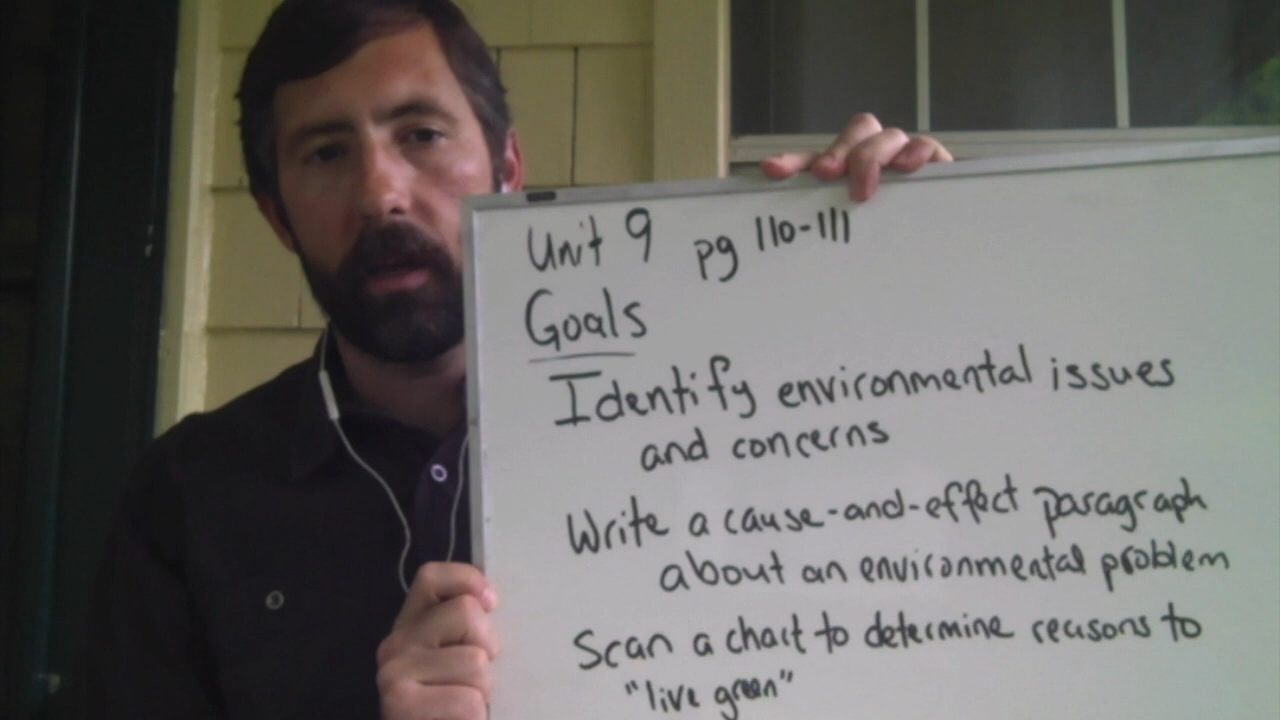 Unit 9 pg 110-111
Goals
Identify environmental issues
and concerns
Write a cause-and-effect paragraph
about an environmental problem
Scan a chart to determine reasons to
"live green"